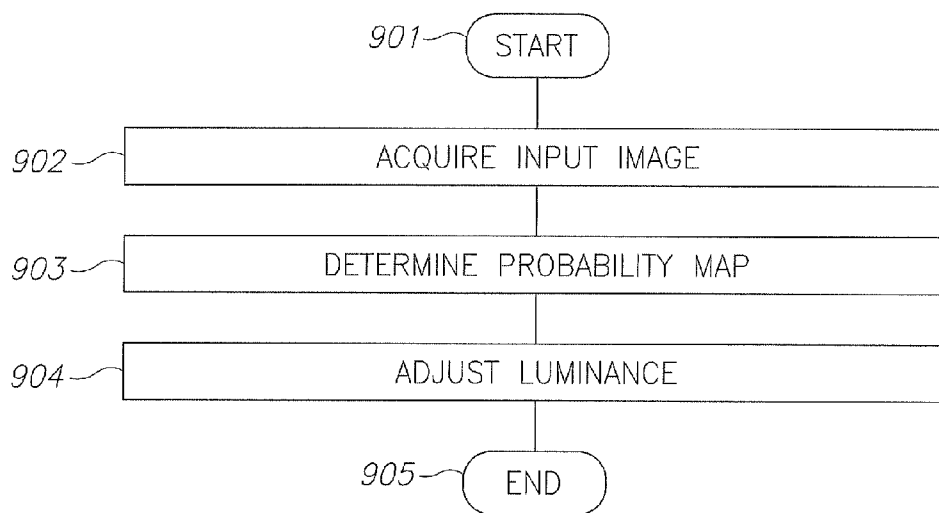 901 START
902 ACQUIRE INPUT IMAGE
903 DETERMINE PROBABILITY MAP
904 ADJUST LUMINANCE
905 END